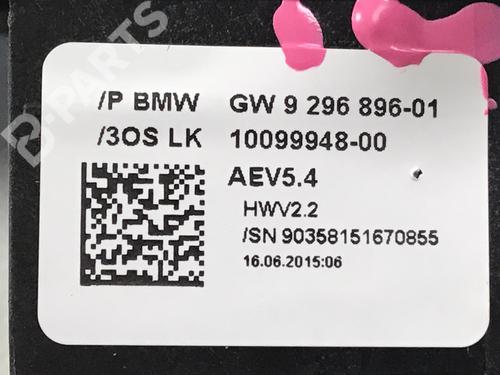 B-PARTS
/P BMW GW 9 296 896-01
/3OS LK 10099948-00
AEV5.4
HWV2.2
/SN 90358151670855
16.06.2015:06